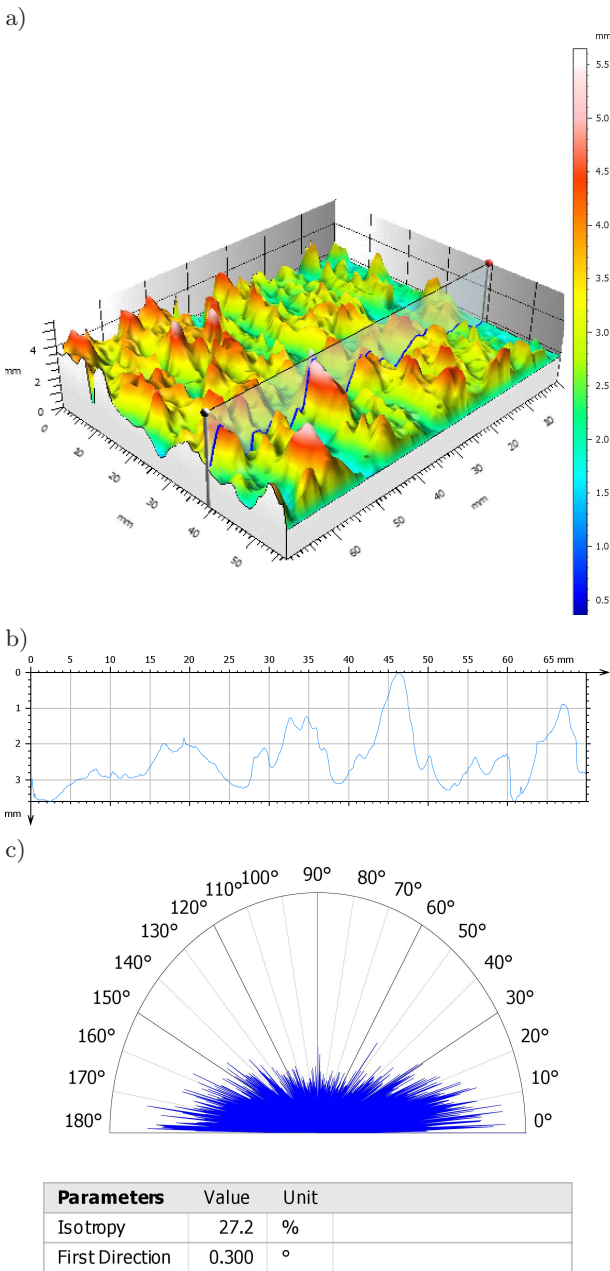 a)
mm
5.5
5.0
4.5
4.0
3.5
3.0
2.5
2.0
1.5
1.0
0.5
4
mm
2
0
0
10
20
30
mm
40
50
10
20
30
mm
40
50
60
b)
0 5 10 15 20 25 30 35 40 45 50 55 60 65 mm
0
1
2
3
mm
c)
90°
110° 100° 80° 70°
120° 60°
130° 50°
140° 40°
150° 30°
160° 20°
170° 10°
180° 0°
Parameters Value Unit
Isotropy 27.2 %
First Direction 0.300 °